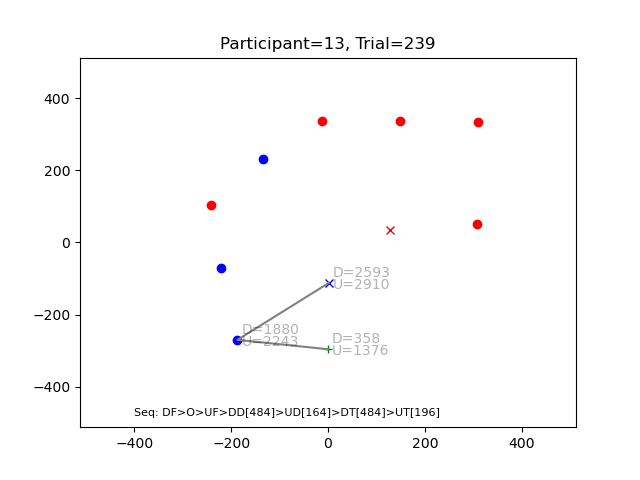 Participant=13, Trial=239
400
200
0
−200
−400
D=2593
U=2910
D=1880
U=2243
D=358
U=1376
Seq: DF>O>UF>DD[484]>UD[164]>DT[484]>UT[196]
−400 −200 0 200 400